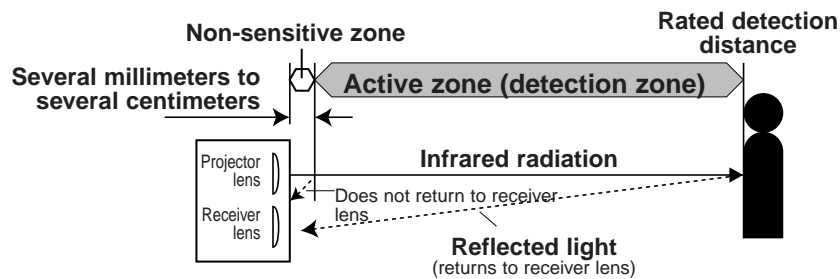 Non-sensitive zone
Rated detection
distance
Several millimeters to
several centimeters
Active zone (detection zone)
Projector
lens
Infrared radiation
Does not return to receiver
lens
Receiver
lens
Reflected light
(returns to receiver lens)